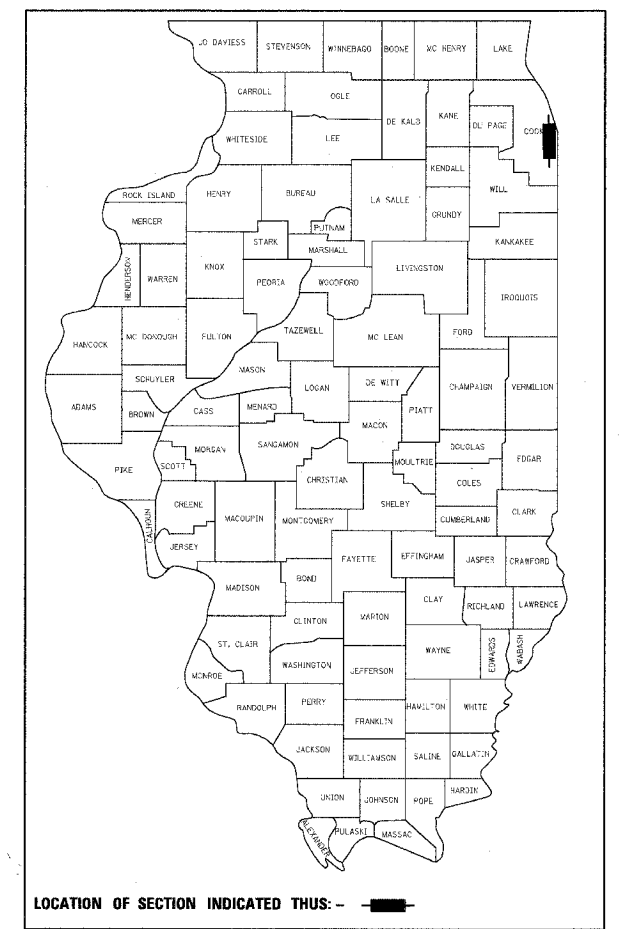 JO DAVIESS STEVENSON WINNEBAGO BOONE MC HENRY LAKE
CARROLL OGLE
DE KALB KANE DU PAGE COOK
WHITESIDE LEE
KENDALL
ROCK ISLAND HENRY BUREAU LA SALLE WILL
GRUNDY
MERCER
PUTNAM
STARK MARSHALL KANKAKEE
HENDERSON WARREN KNOX PEORIA WOODFORD LIVINGSTON
IROQUOIS
HANCOCK MC DONOUGH FULTON TAZEWELL MC LEAN FORD
MASON
SCHUYLER LOGAN DE WITT CHAMPAIGN VERMILION
ADAMS BROWN CASS MENARD PIATT
MACON
MORGAN SANGAMON DOUGLAS
PIKE SCOTT MOULTRIE EDGAR
CHRISTIAN COLES
CALHOUN GREENE MACOUPIN MONTGOMERY SHELBY CUMBERLAND CLARK
JERSEY
FAYETTE EFFINGHAM JASPER CRAWFORD
MADISON BOND
CLAY RICHLAND LAWRENCE
CLINTON MARION
ST. CLAIR WAYNE EDWARDS WABASH
WASHINGTON JEFFERSON
MONROE
RANDOLPH PERRY HAMILTON WHITE
FRANKLIN
JACKSON WILLIAMSON SALINE GALLATIN
UNION JOHNSON POPE HARDIN
ALEXANDER PULASKI MASSAC
LOCATION OF SECTION INDICATED THUS: -